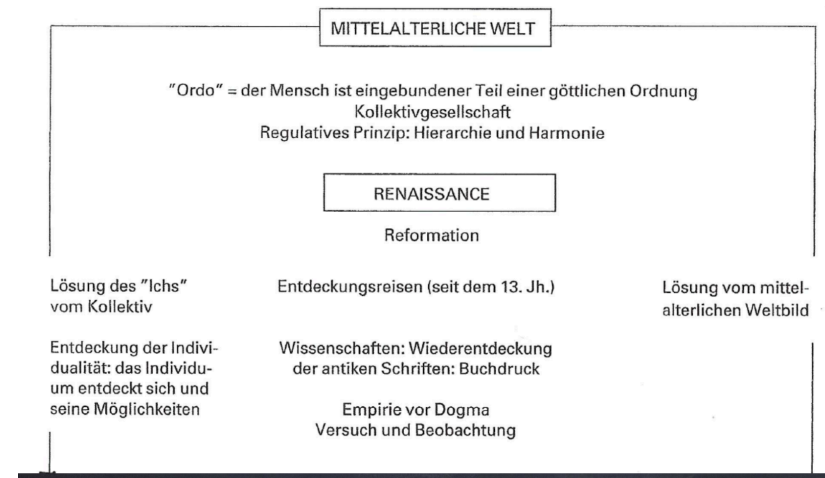 MITTELALTERLICHE WELT
"Ordo" = der Mensch ist eingebundener Teil einer göttlichen Ordnung
Kollektivgesellschaft
Regulatives Prinzip: Hierarchie und Harmonie
RENAISSANCE
Reformation
Lösung des "Ichs"
vom Kollektiv
Entdeckung der Indivi-
dualität: das Individu-
um entdeckt sich und
seine Möglichkeiten
Entdeckungsreisen (seit dem 13. Jh.)
Wissenschaften: Wiederentdeckung
der antiken Schriften: Buchdruck
Empirie vor Dogma
Versuch und Beobachtung
Lösung vom mittel-
alterlichen Weltbild